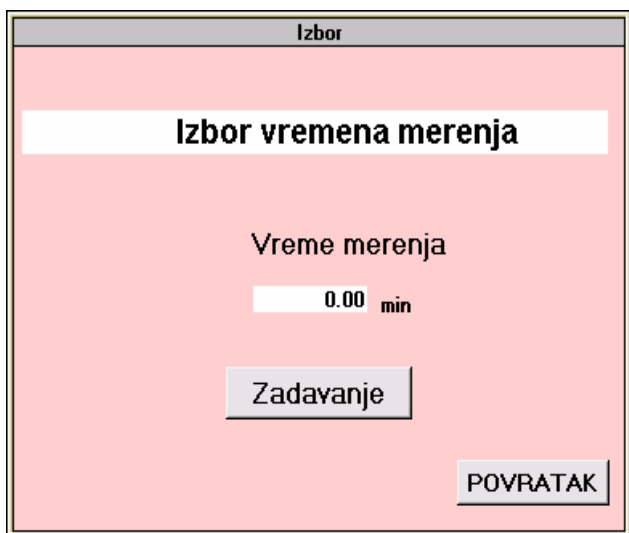 Izbor
Izbor vremena merenja
Vreme merenja
0.00 min
Zadavanje
POVRATAK